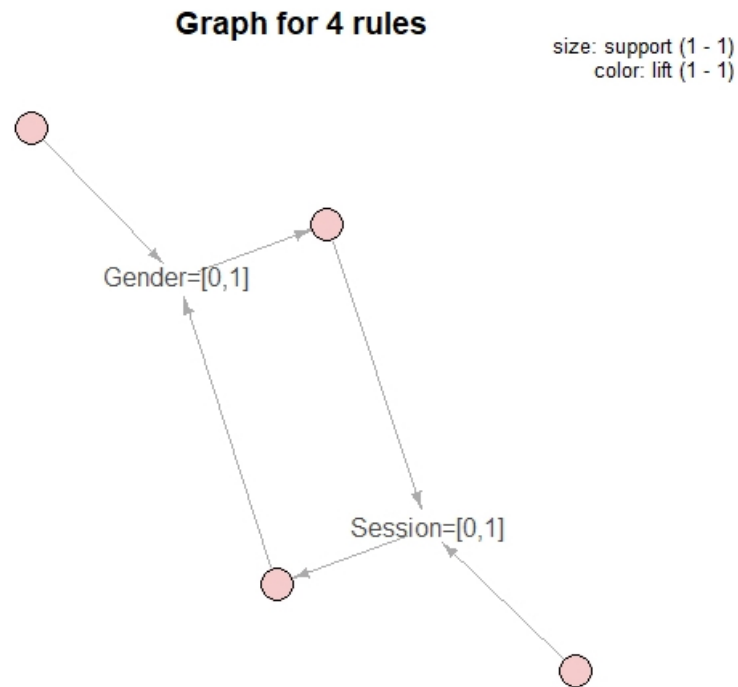 Graph for 4 rules
size: support (1 - 1)
color: lift (1 - 1)
Gender=[0,1]
Session=[0,1]